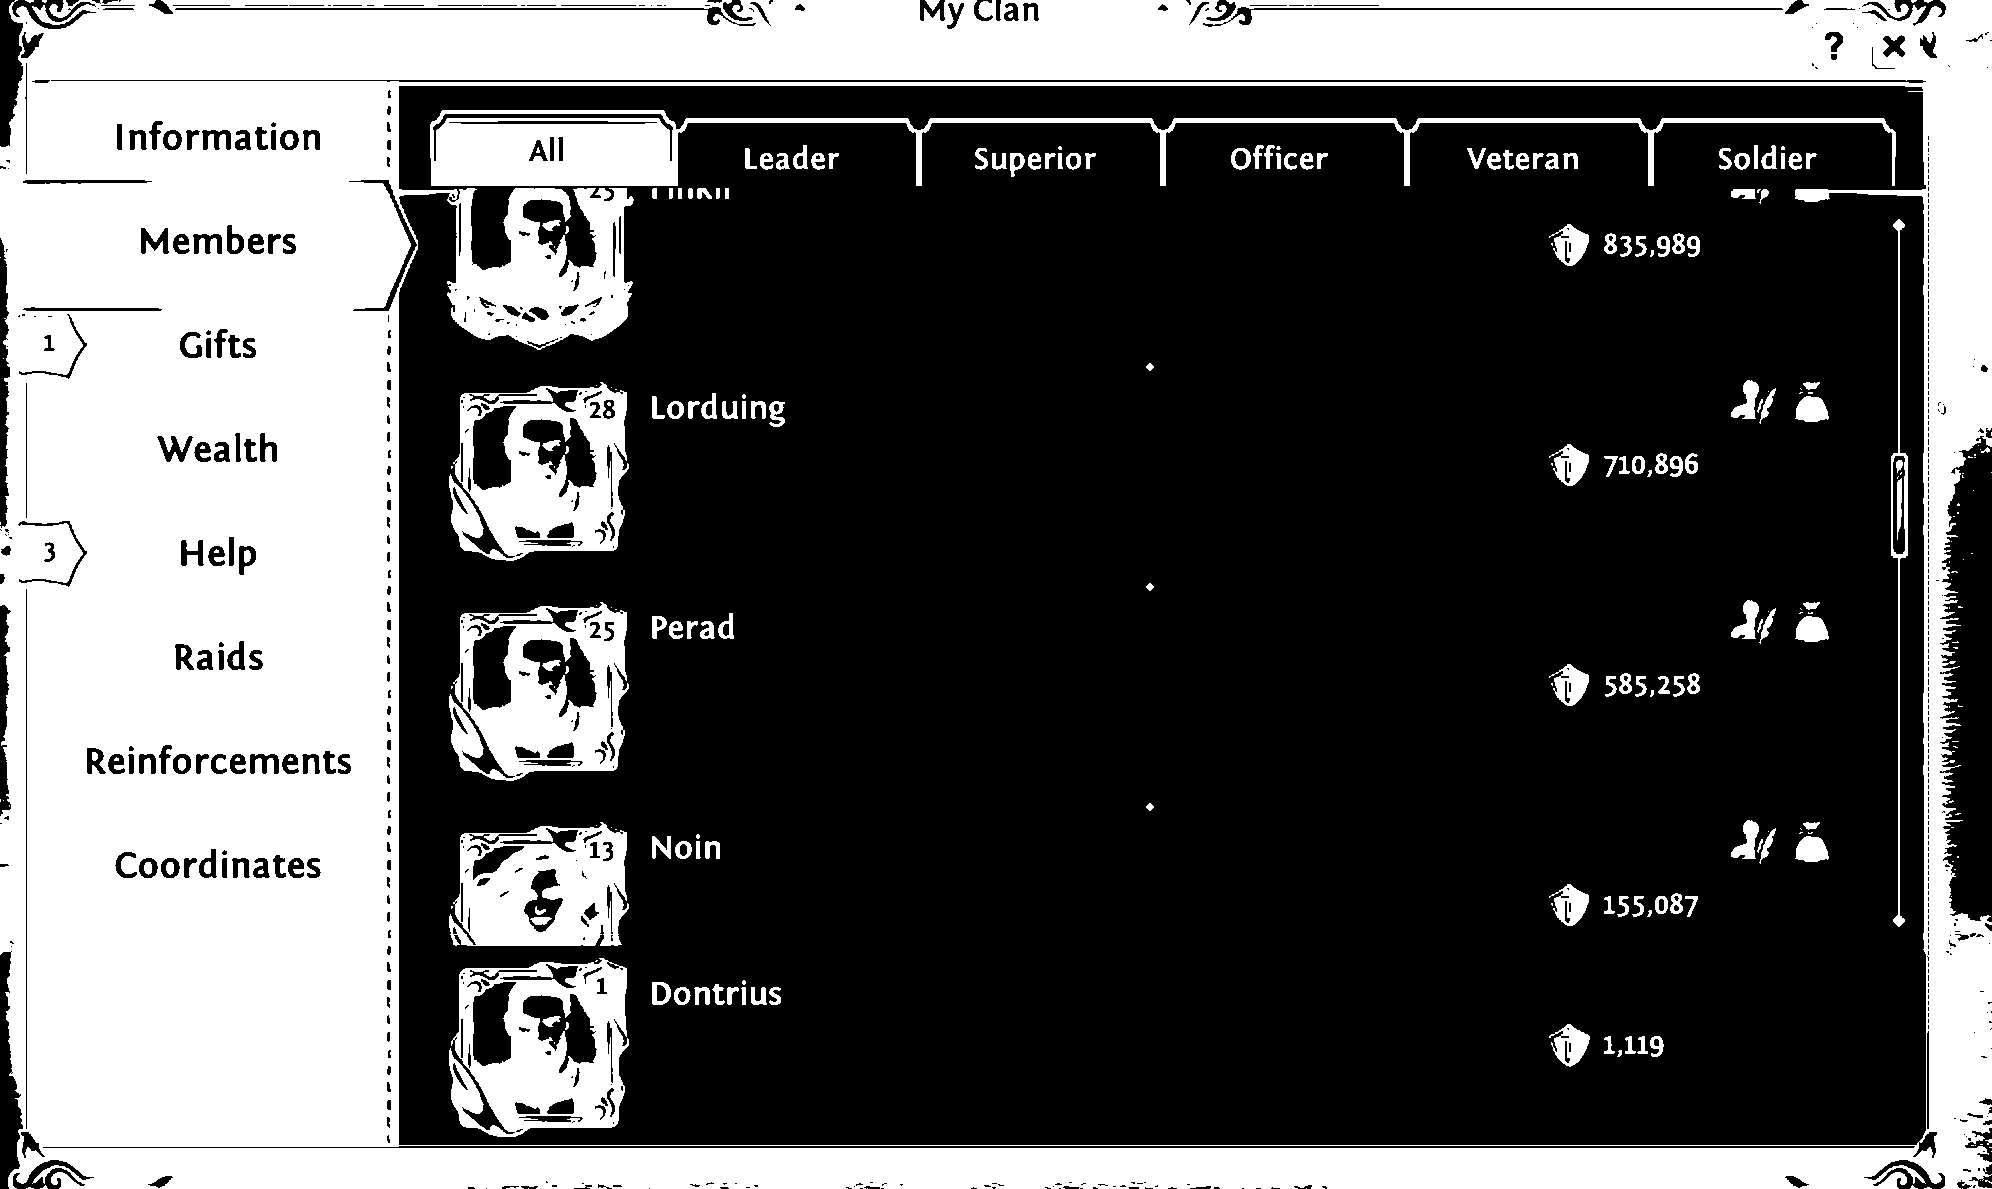 My Clan
?
Information
Members
1
Gifts
Wealth
3
Help
Raids
Reinforcements
Coordinates
All
Leader
Superior
Officer
Veteran
Soldier
835,989
28
Lorduing
710,896
25
Perad
585,258
13
Noin
155,087
1
Dontrius
1,119